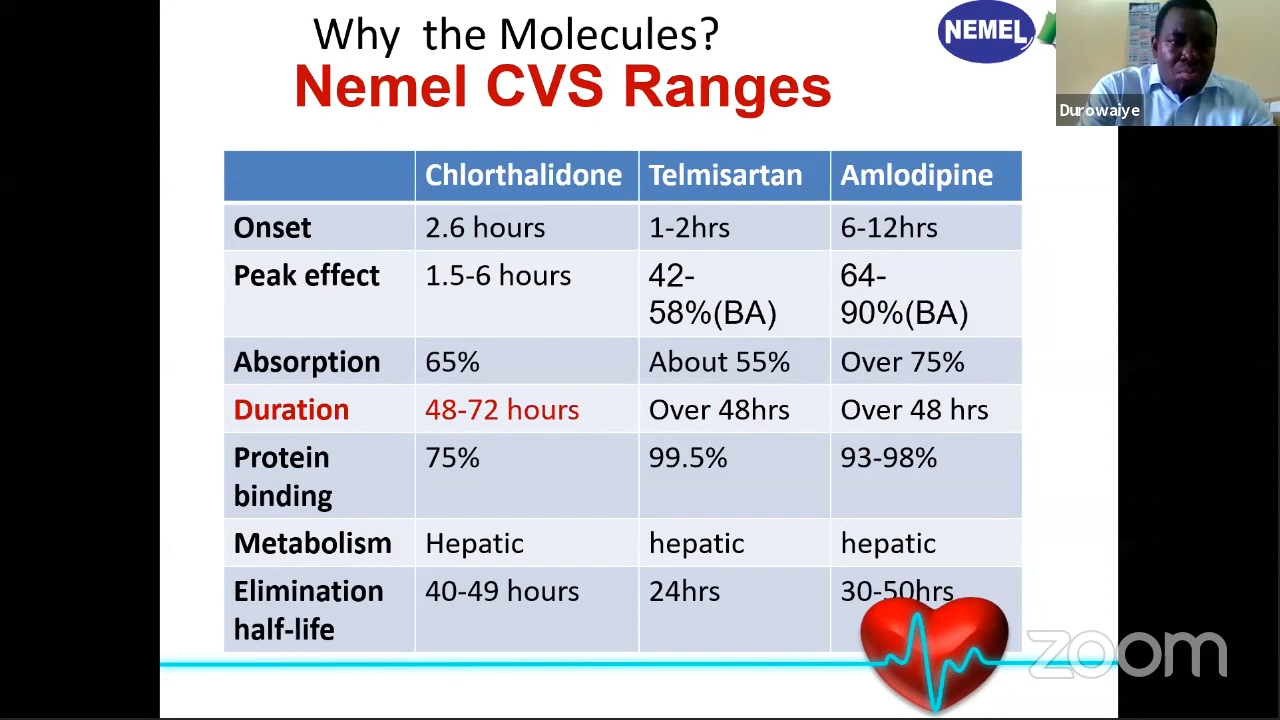 Why the Molecules?
Nemel CVS Ranges
NEMEL
Durowaiye
Chlorthalidone Telmisartan Amlodipine
Onset 2.6 hours 1-2hrs 6-12hrs
Peak effect 1.5-6 hours 42- 64-
58%(BA) 90%(BA)
Absorption 65% About 55% Over 75%
Duration 48-72 hours Over 48hrs Over 48 hrs
Protein 75% 99.5% 93-98%
binding
Metabolism Hepatic hepatic hepatic
Elimination 40-49 hours 24hrs 30-50hrs
half-life
zoom